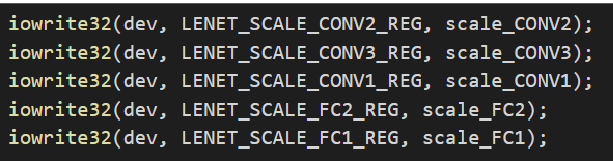 iowrite32(dev, LENET_SCALE_CONV2_REG, scale_CONV2);
iowrite32(dev, LENET_SCALE_CONV3_REG, scale_CONV3);
iowrite32(dev, LENET_SCALE_CONV1_REG, scale_CONV1);
iowrite32(dev, LENET_SCALE_FC2_REG, scale_FC2);
iowrite32(dev, LENET_SCALE_FC1_REG, scale_FC1);